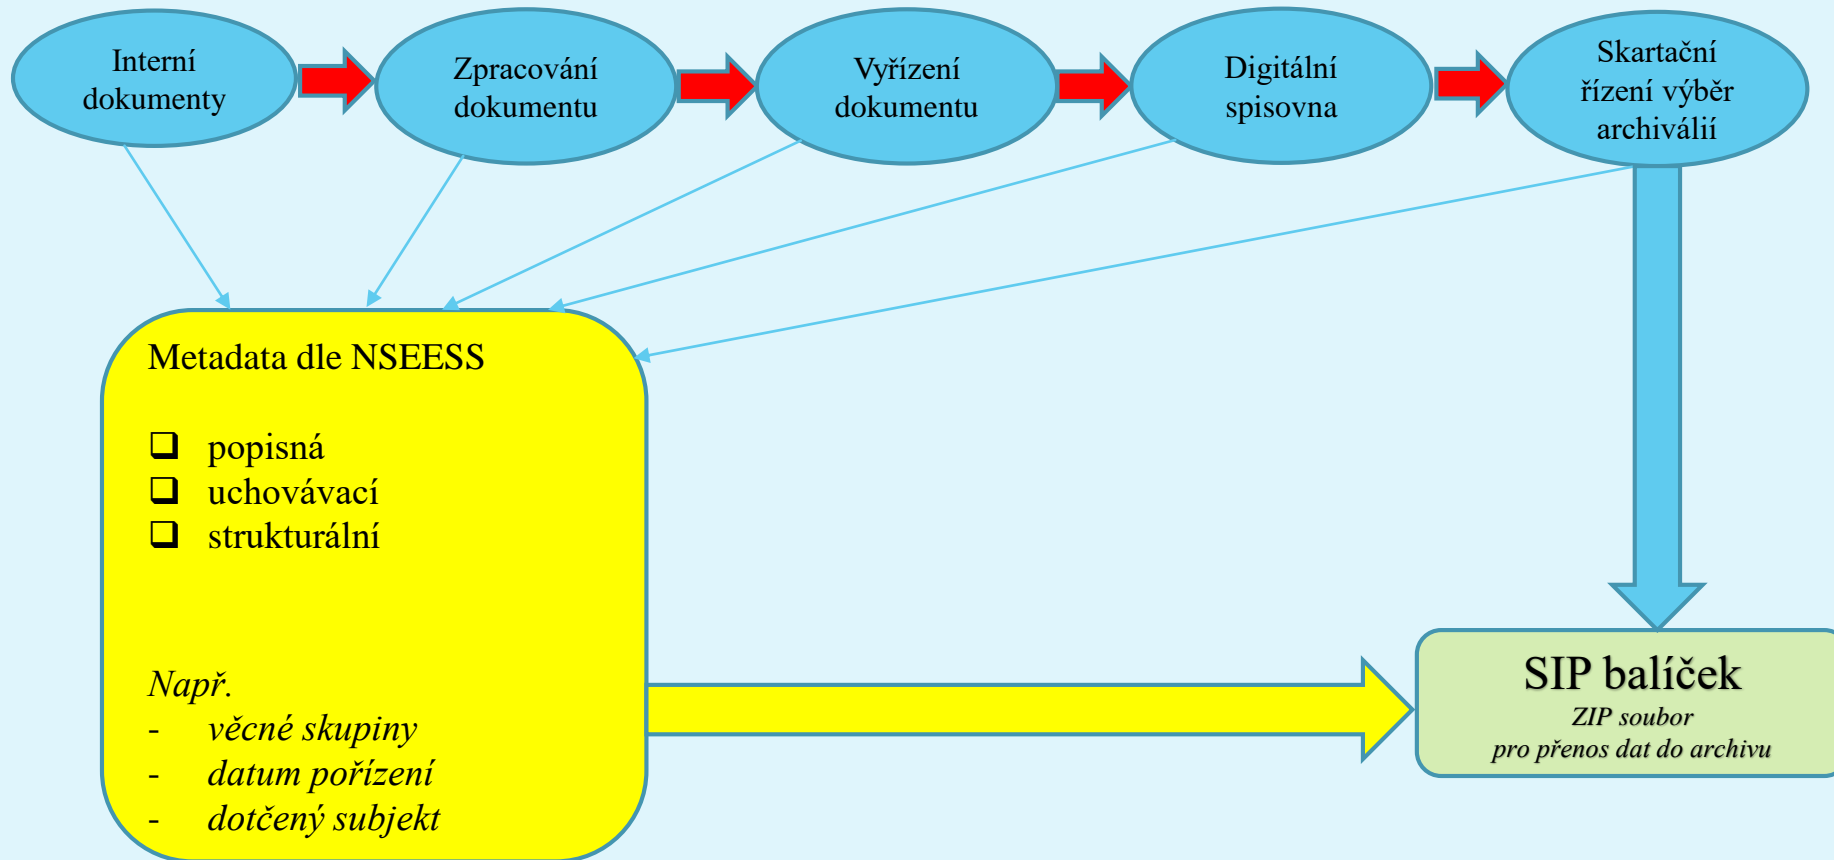 Interní
dokumenty
Zpracování
dokumentu
Vyřízení
dokumentu
Digitální
spisovna
Skartační
řízení výběr
archiválií
Metadata dle NSEESS
❑ popisná
❑ uchovávací
❑ strukturální
Např.
- věcné skupiny
- datum pořízení
- dotčený subjekt
SIP balíček
ZIP soubor
pro přenos dat do archivu